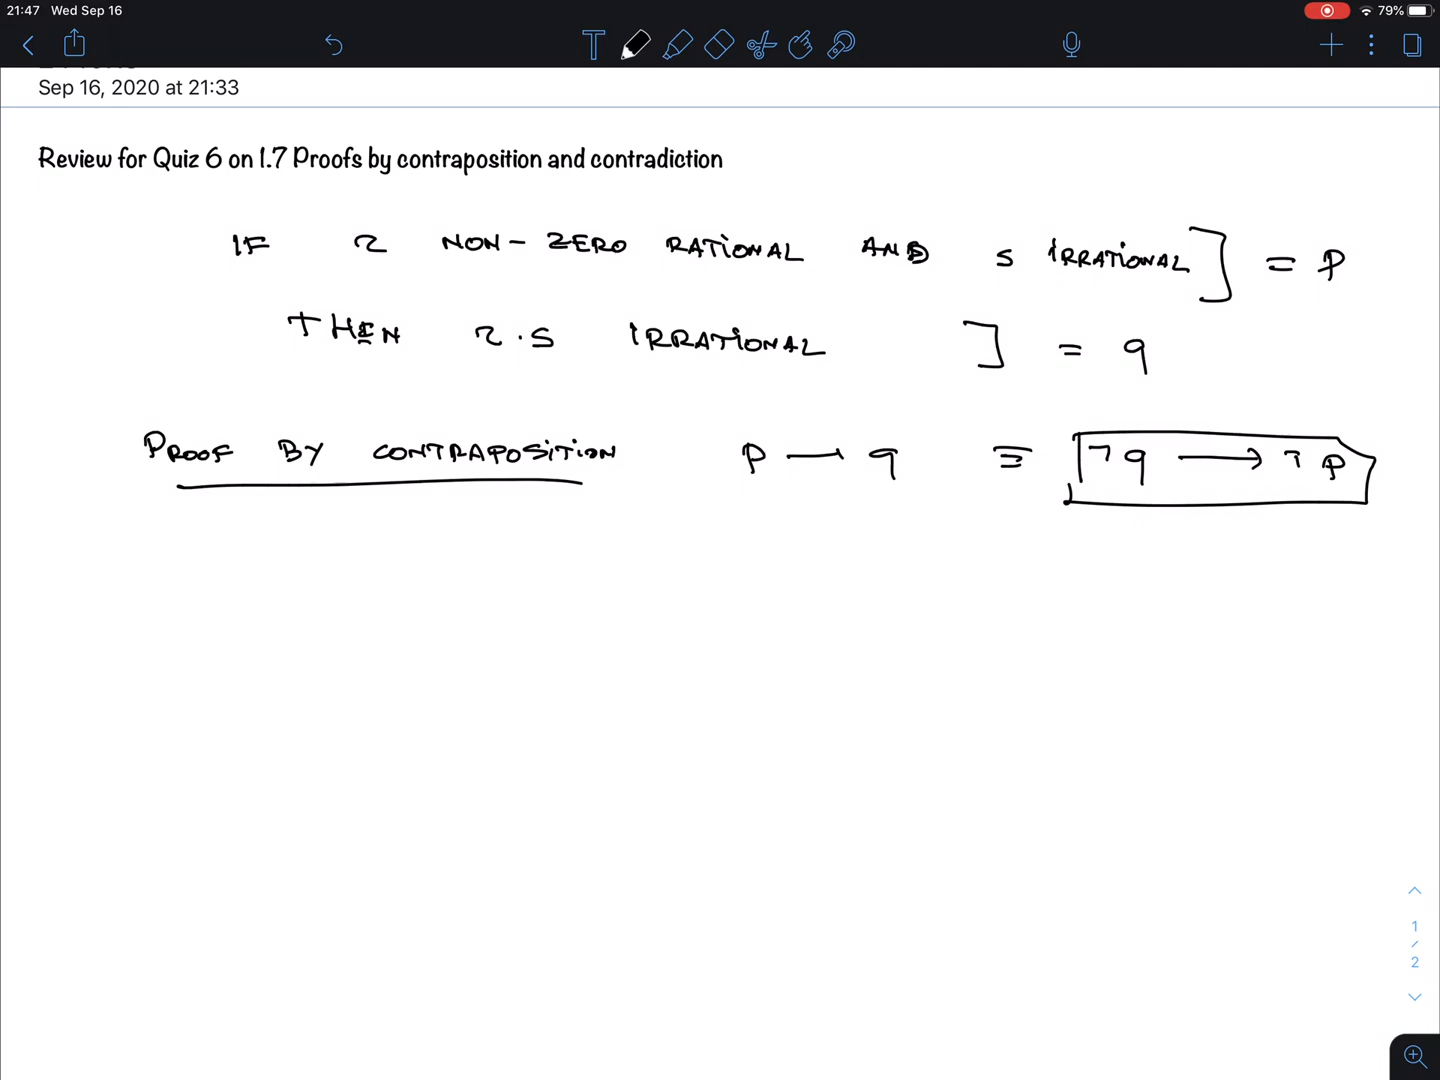 21:47 Wed Sep 16
79%
Sep 16, 2020 at 21:33
Review for Quiz 6 on 1.7 Proofs by contraposition and contradiction
IF r NON-ZERO RATIONAL AND s IRRATIONAL ] = P
THEN r.s IRRATIONAL ] = q
PROOF BY CONTRAPOSITION P → q ≡ ¬q → ¬P
1
/
2